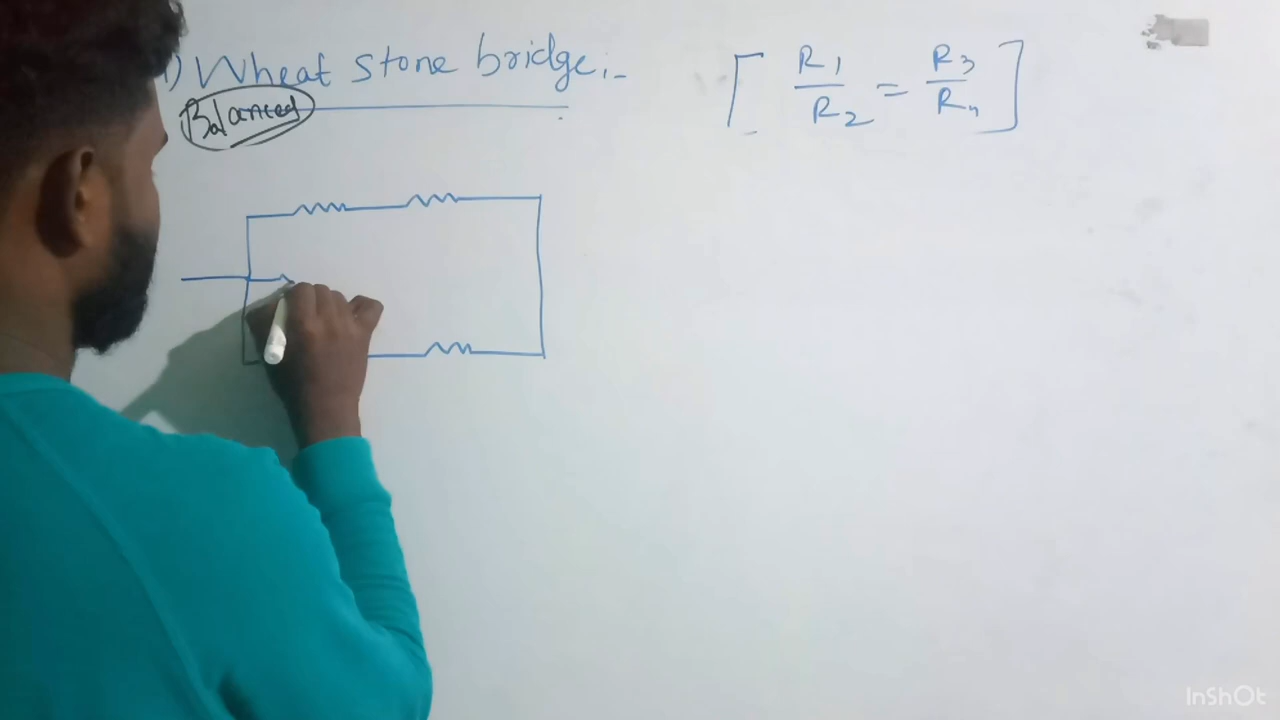 1) Wheat stone bridge :-
Balanced
[ R1/R2 = R3/R4 ]
InShOt